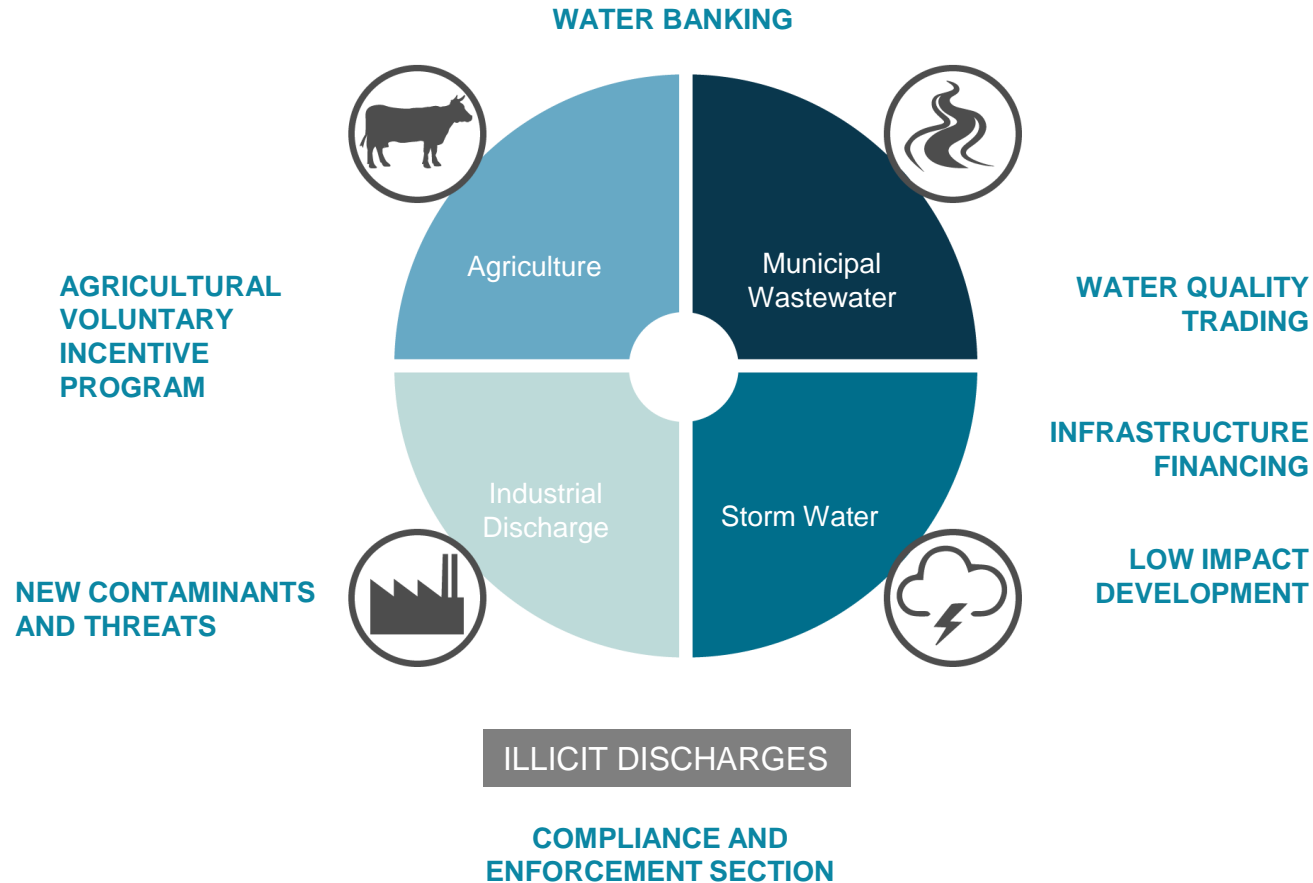 WATER BANKING
Agriculture
Municipal
Wastewater
AGRICULTURAL
VOLUNTARY
INCENTIVE
PROGRAM
WATER QUALITY
TRADING
INFRASTRUCTURE
FINANCING
Industrial
Discharge
Storm Water
NEW CONTAMINANTS
AND THREATS
LOW IMPACT
DEVELOPMENT
ILLICIT DISCHARGES
COMPLIANCE AND
ENFORCEMENT SECTION